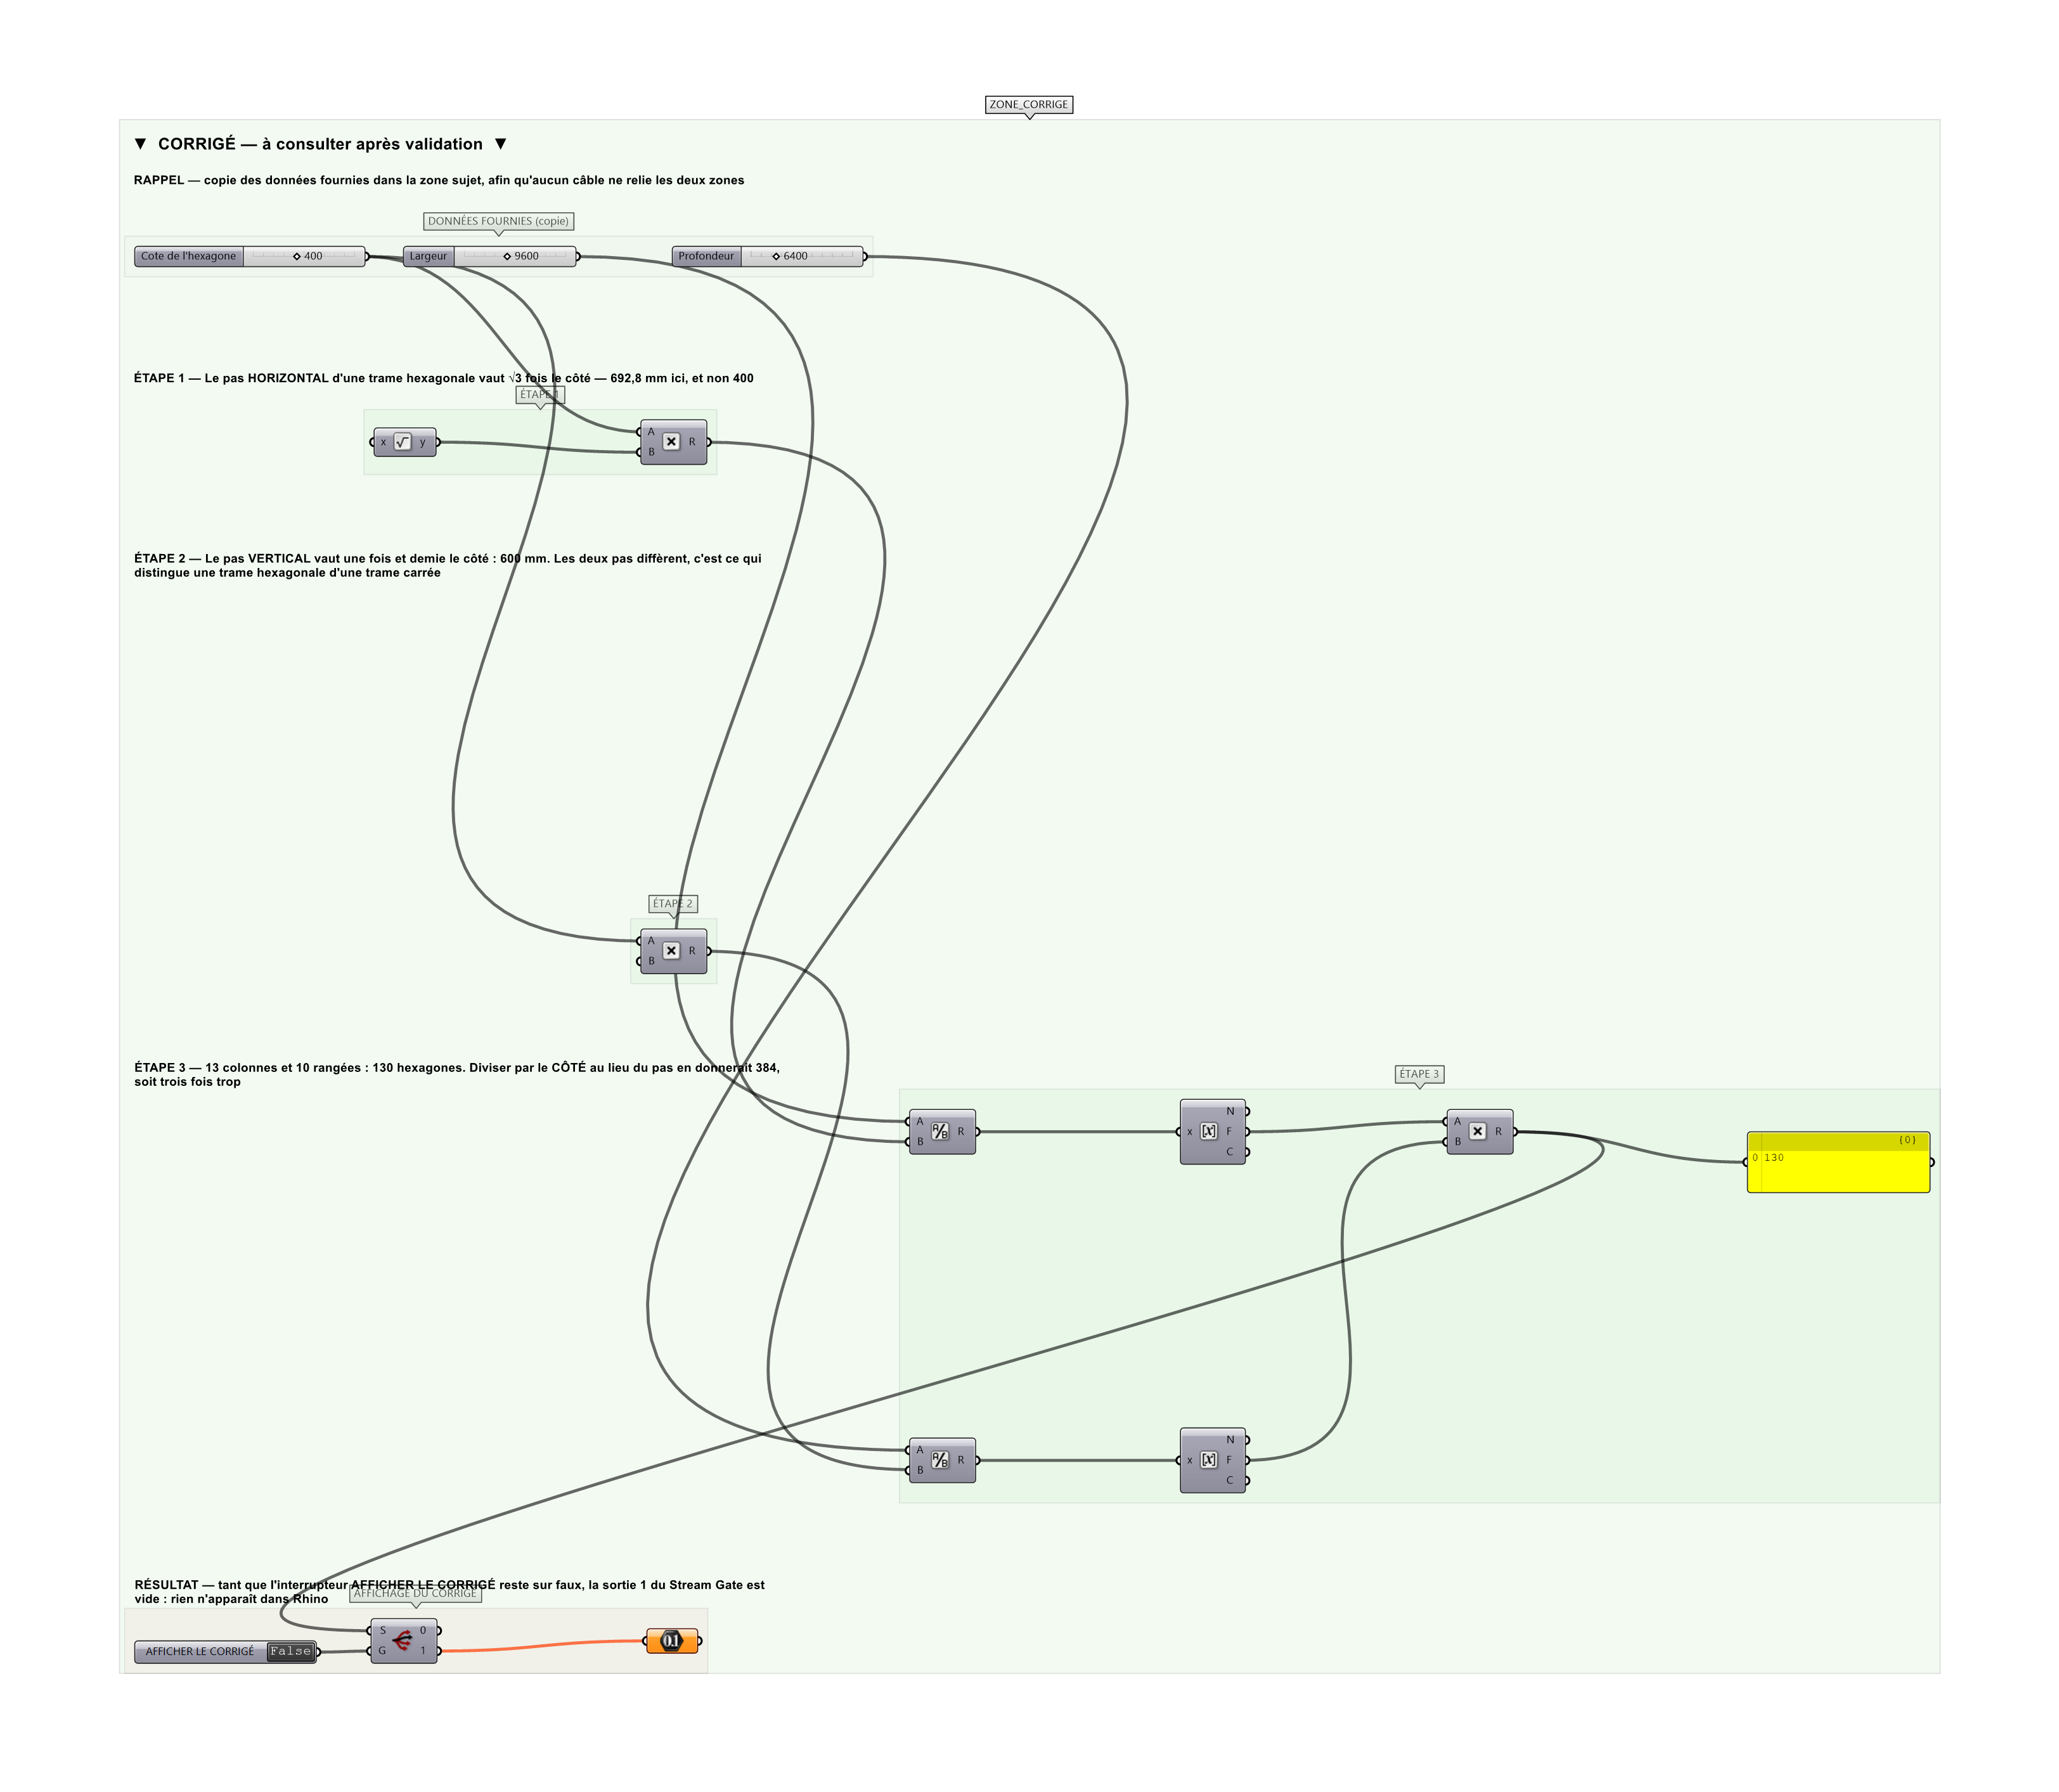 ZONE_CORRIGE
▼ CORRIGÉ — à consulter après validation ▼
RAPPEL — copie des données fournies dans la zone sujet, afin qu'aucun câble ne relie les deux zones
DONNÉES FOURNIES (copie)
Cote de l'hexagone 400
Largeur 9600
Profondeur 6400
ÉTAPE 1 — Le pas HORIZONTAL d'une trame hexagonale vaut √3 fois le côté — 692,8 mm ici, et non 400
ÉTAPE 1
x √ y
A
B
R
ÉTAPE 2 — Le pas VERTICAL vaut une fois et demie le côté : 600 mm. Les deux pas diffèrent, c'est ce qui
distingue une trame hexagonale d'une trame carrée
ÉTAPE 2
A
B
R
ÉTAPE 3 — 13 colonnes et 10 rangées : 130 hexagones. Diviser par le CÔTÉ au lieu du pas en donnerait 384,
soit trois fois trop
ÉTAPE 3
A
B
A/B
R
x [x]
N
F
C
A
B
R
{0}
0 130
A
B
A/B
R
x [x]
N
F
C
RÉSULTAT — tant que l'interrupteur AFFICHER LE CORRIGÉ reste sur faux, la sortie 1 du Stream Gate est
vide : rien n'apparaît dans Rhino
AFFICHAGE DU CORRIGÉ
AFFICHER LE CORRIGÉ False
S
G
0
1
0.1